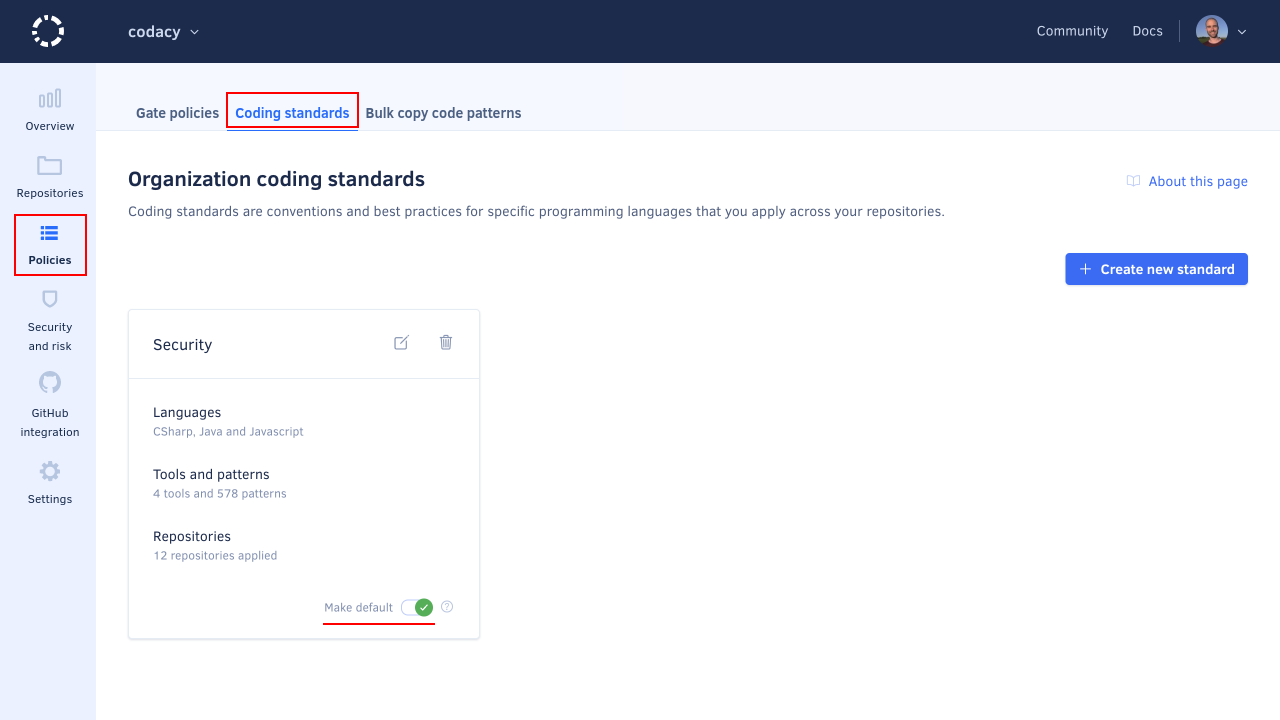 codacy
Community
Docs
Overview
Repositories
Policies
Security
and risk
GitHub
integration
Settings
Gate policies
Coding standards
Bulk copy code patterns
Organization coding standards
About this page
Coding standards are conventions and best practices for specific programming languages that you apply across your repositories.
Create new standard
Security
Languages
CSharp, Java and Javascript
Tools and patterns
4 tools and 578 patterns
Repositories
12 repositories applied
Make default
?